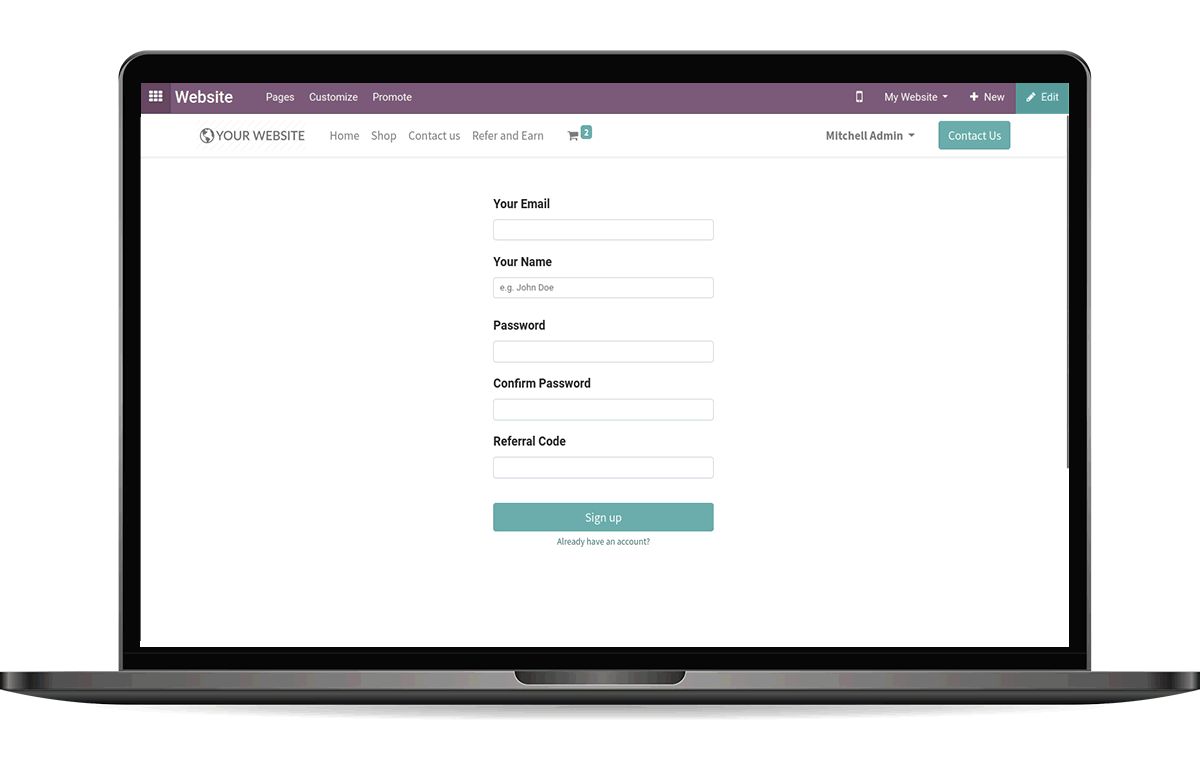 Website Pages Customize Promote My Website New Edit
YOUR WEBSITE Home Shop Contact us Refer and Earn 2 Mitchell Admin Contact Us
Your Email
Your Name
e.g. John Doe
Password
Confirm Password
Referral Code
Sign up
Already have an account?